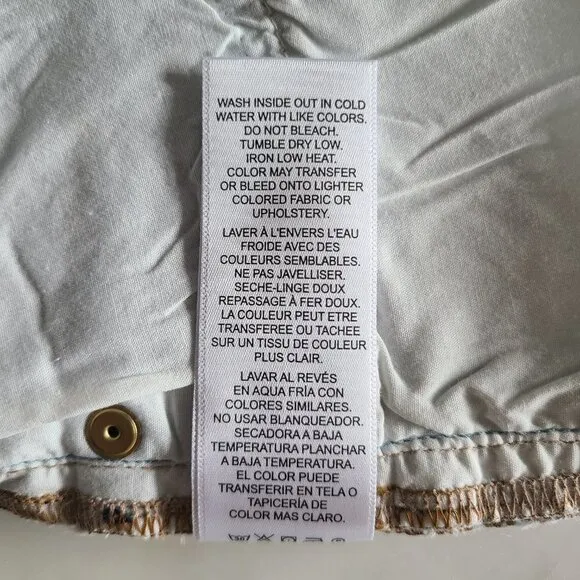 WASH INSIDE OUT IN COLD
WATER WITH LIKE COLORS.
DO NOT BLEACH.
TUMBLE DRY LOW.
IRON LOW HEAT.
COLOR MAY TRANSFER
OR BLEED ONTO LIGHTER
COLORED FABRIC OR
UPHOLSTERY.
LAVER À L'ENVERS L'EAU
FROIDE AVEC DES
COULEURS SEMBLABLES.
NE PAS JAVELLISER.
SECHE-LINGE DOUX
REPASSAGE À FER DOUX.
LA COULEUR PEUT ETRE
TRANSFEREE OU TACHEE
SUR UN TISSU DE COULEUR
PLUS CLAIR.
LAVAR AL REVÉS
EN AQUA FRÍA CON
COLORES SIMILARES.
NO USAR BLANQUEADOR.
SECADORA A BAJA
TEMPERATURA PLANCHAR
A BAJA TEMPERATURA.
EL COLOR PUEDE
TRANSFERIR EN TELA O
TAPICERÍA DE
COLOR MAS CLARO.